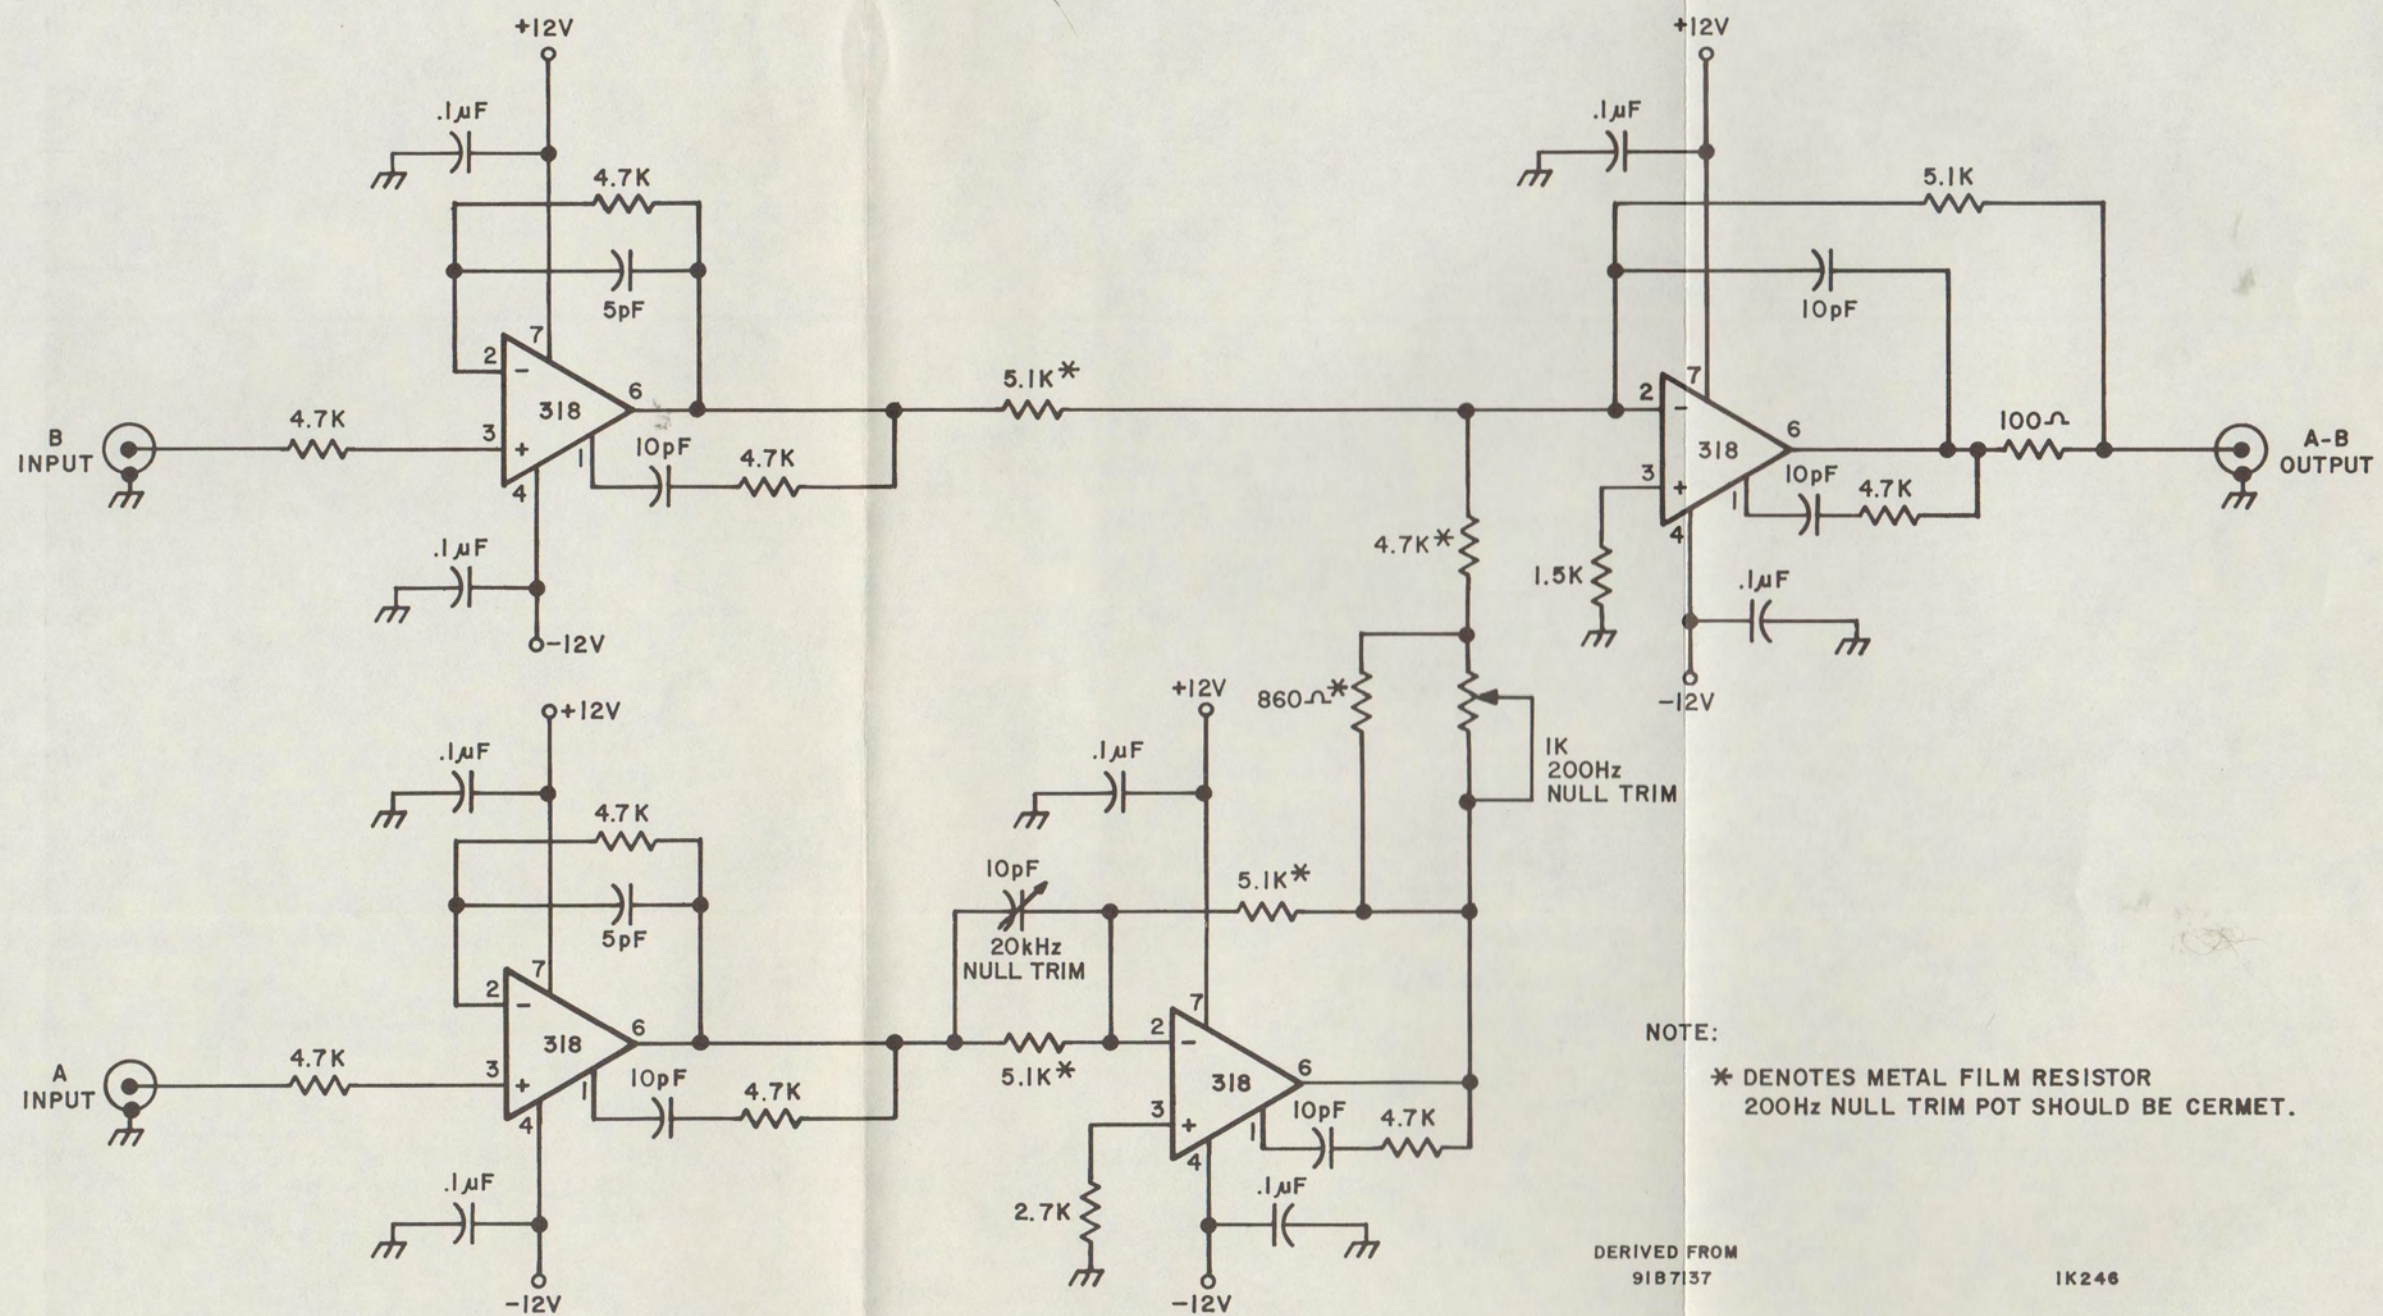 +12V
.1µF
4.7K
5pF
7
2
-
318
6
3
+
1
4
B
INPUT
4.7K
10pF
4.7K
.1µF
-12V
5.1K*
+12V
.1µF
5.1K
10pF
7
2
-
318
6
3
+
1
4
100Ω
A-B
OUTPUT
10pF
4.7K
1.5K
.1µF
-12V
4.7K*
860Ω*
1K
200Hz
NULL TRIM
+12V
.1µF
4.7K
5pF
7
2
-
318
6
3
+
1
4
A
INPUT
4.7K
10pF
4.7K
.1µF
-12V
+12V
.1µF
10pF
20kHz
NULL TRIM
5.1K*
5.1K*
7
2
-
318
6
3
+
1
4
10pF
4.7K
2.7K
.1µF
-12V
NOTE:
* DENOTES METAL FILM RESISTOR
200Hz NULL TRIM POT SHOULD BE CERMET.
DERIVED FROM
91B7137
1K246